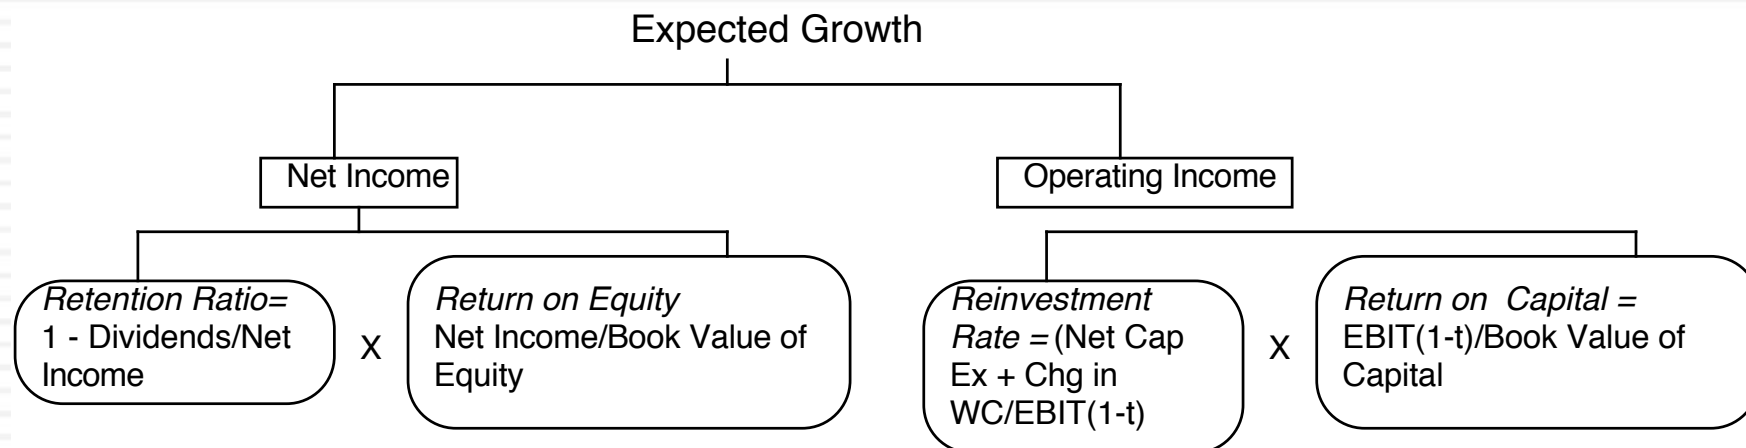 Expected Growth
Net Income
Operating Income
Retention Ratio=
1 - Dividends/Net
Income
X
Return on Equity
Net Income/Book Value of
Equity
Reinvestment
Rate = (Net Cap
Ex + Chg in
WC/EBIT(1-t)
X
Return on Capital =
EBIT(1-t)/Book Value of
Capital